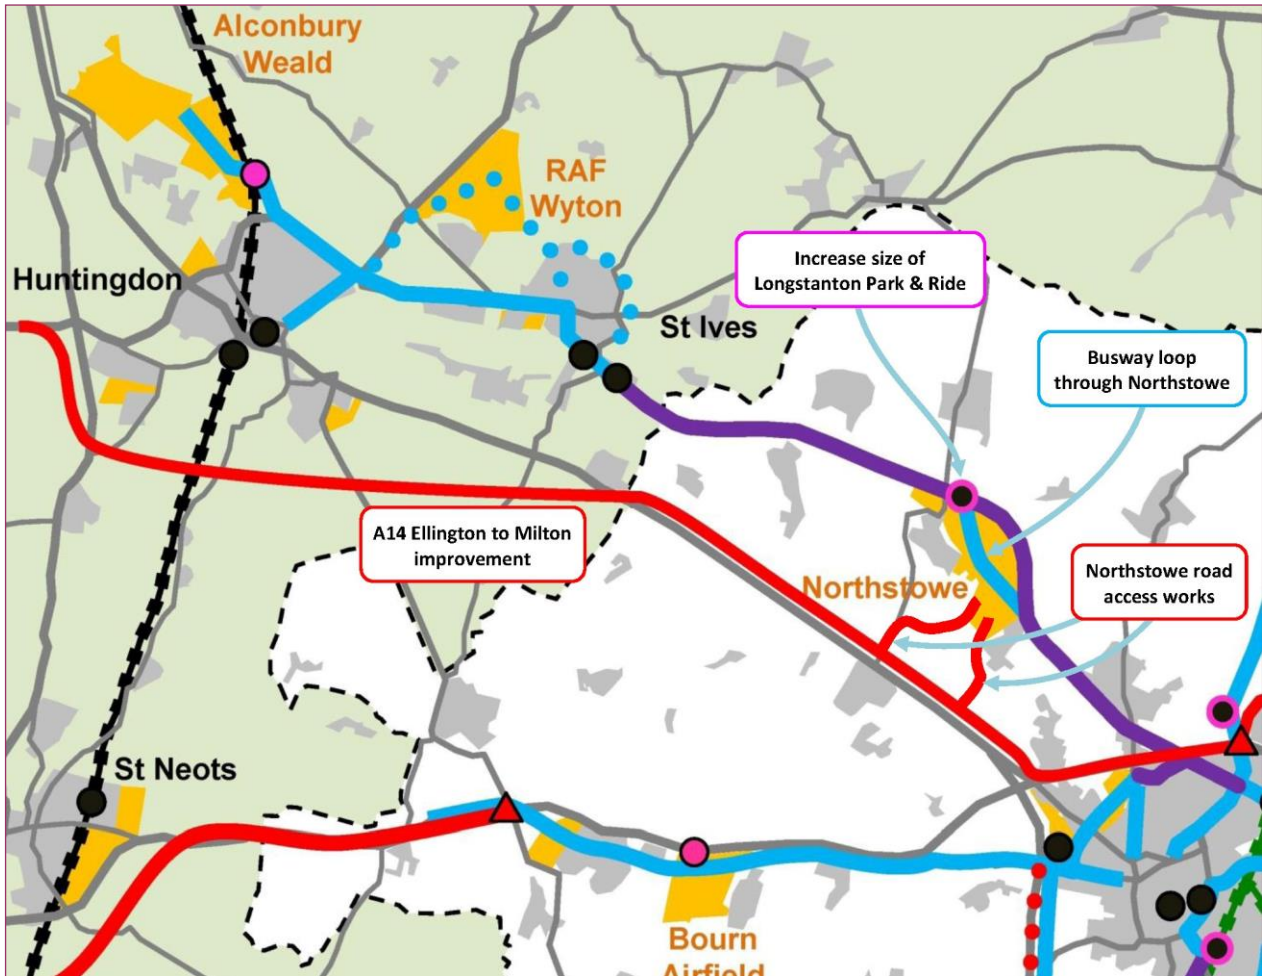 Alconbury
Weald
RAF
Wyton
Huntingdon
St Ives
Increase size of
Longstanton Park & Ride
Busway loop
through Northstowe
A14 Ellington to Milton
improvement
Northstowe
Northstowe road
access works
St Neots
Bourn
Airfield